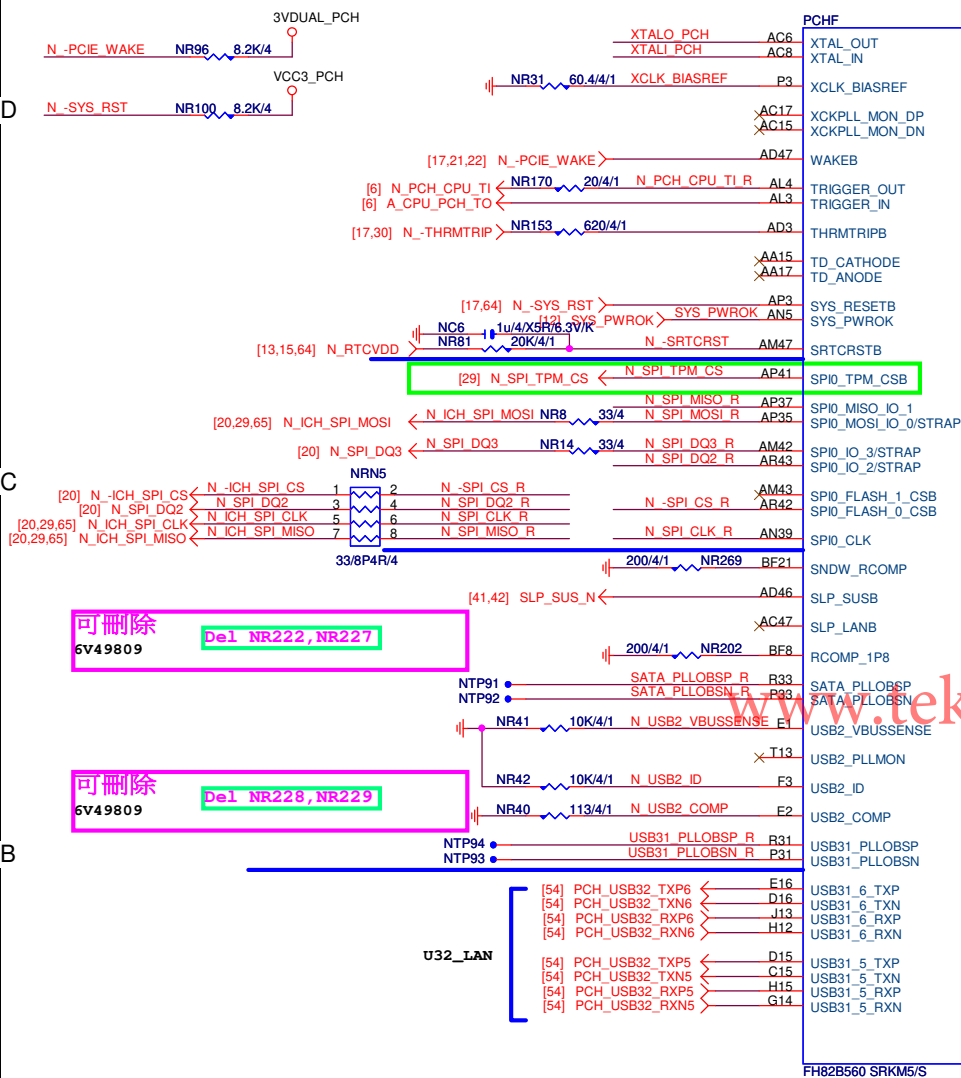 3VDUAL_PCH
N_-PCIE_WAKE NR96 8.2K/4
VCC3_PCH
N_-SYS_RST NR100 8.2K/4
D
PCHF
XTALO_PCH AC6 XTAL_OUT
XTALI_PCH AC8 XTAL_IN
NR31 60.4/4/1 XCLK_BIASREF P3 XCLK_BIASREF
AC17 XCKPLL_MON_DP
AC15 XCKPLL_MON_DN
[17,21,22] N_-PCIE_WAKE AD47 WAKEB
[6] N_PCH_CPU_TI NR170 20/4/1 N_PCH_CPU_TI_R AL4 TRIGGER_OUT
[6] A_CPU_PCH_TO AL3 TRIGGER_IN
[17,30] N_-THRMTRIP NR153 620/4/1 AD3 THRMTRIPB
AA15 TD_CATHODE
AA17 TD_ANODE
[17,64] N_-SYS_RST AP3 SYS_RESETB
[12] SYS_PWROK SYS_PWROK AN5 SYS_PWROK
NC6 1u/4/X5R/6.3V/K
[13,15,64] N_RTCVDD NR81 20K/4/1 N_-SRTCRST AM47 SRTCRSTB
[29] N_SPI_TPM_CS N_SPI_TPM_CS AP41 SPI0_TPM_CSB
N_SPI_MISO_R AP37 SPI0_MISO_IO_1
[20,29,65] N_ICH_SPI_MOSI N_ICH_SPI_MOSI NR8 33/4 N_SPI_MOSI_R AP35 SPI0_MOSI_IO_0/STRAP
[20] N_SPI_DQ3 N_SPI_DQ3 NR14 33/4 N_SPI_DQ3_R AM42 SPI0_IO_3/STRAP
N_SPI_DQ2_R AR43 SPI0_IO_2/STRAP
C
NRN5
[20] N_-ICH_SPI_CS N_-ICH_SPI_CS 1 2 N_-SPI_CS_R AM43 SPI0_FLASH_1_CSB
[20] N_SPI_DQ2 N_SPI_DQ2 3 4 N_SPI_DQ2_R N_-SPI_CS_R AR42 SPI0_FLASH_0_CSB
[20,29,65] N_ICH_SPI_CLK N_ICH_SPI_CLK 5 6 N_SPI_CLK_R
[20,29,65] N_ICH_SPI_MISO N_ICH_SPI_MISO 7 8 N_SPI_MISO_R N_SPI_CLK_R AN39 SPI0_CLK
33/8P4R/4
200/4/1 NR269 BF21 SNDW_RCOMP
[41,42] SLP_SUS_N AD46 SLP_SUSB
可刪除
6V49809
Del NR222,NR227
AC47 SLP_LANB
200/4/1 NR202 BF8 RCOMP_1P8
NTP91 SATA_PLLOBSP_R R33 SATA_PLLOBSP
NTP92 SATA_PLLOBSN_R P33 SATA_PLLOBSN
www.tek
NR41 10K/4/1 N_USB2_VBUSSENSE E1 USB2_VBUSSENSE
T13 USB2_PLLMON
可刪除
6V49809
Del NR228,NR229
NR42 10K/4/1 N_USB2_ID F3 USB2_ID
NR40 113/4/1 N_USB2_COMP E2 USB2_COMP
B
NTP94 USB31_PLLOBSP_R R31 USB31_PLLOBSP
NTP93 USB31_PLLOBSN_R P31 USB31_PLLOBSN
[54] PCH_USB32_TXP6 E16 USB31_6_TXP
[54] PCH_USB32_TXN6 D16 USB31_6_TXN
[54] PCH_USB32_RXP6 J13 USB31_6_RXP
[54] PCH_USB32_RXN6 H12 USB31_6_RXN
U32_LAN
[54] PCH_USB32_TXP5 D15 USB31_5_TXP
[54] PCH_USB32_TXN5 C15 USB31_5_TXN
[54] PCH_USB32_RXP5 H15 USB31_5_RXP
[54] PCH_USB32_RXN5 G14 USB31_5_RXN
FH82B560 SRKM5/S